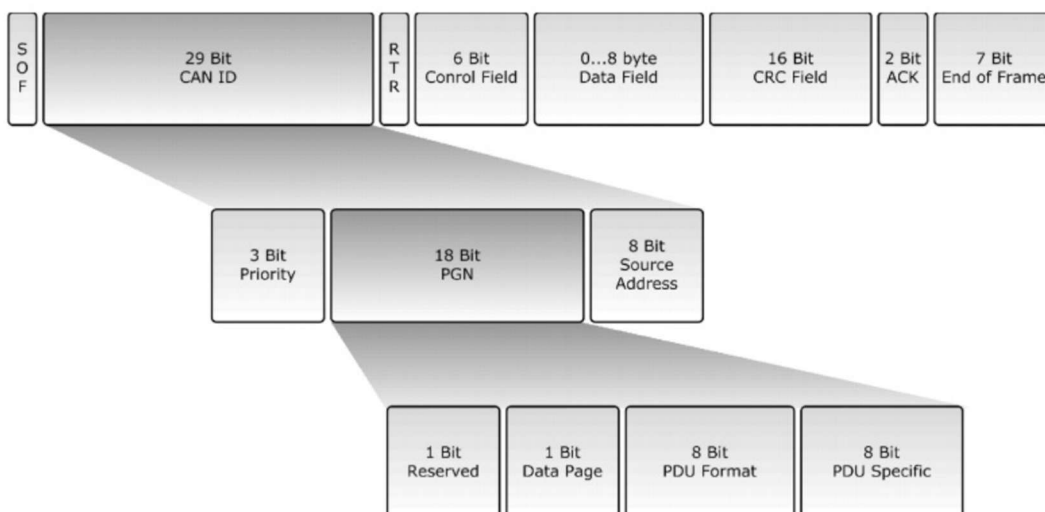 S
O
F
29 Bit
CAN ID
R
T
R
6 Bit
Conrol Field
0...8 byte
Data Field
16 Bit
CRC Field
2 Bit
ACK
7 Bit
End of Frame
3 Bit
Priority
18 Bit
PGN
8 Bit
Source
Address
1 Bit
Reserved
1 Bit
Data Page
8 Bit
PDU Format
8 Bit
PDU Specific